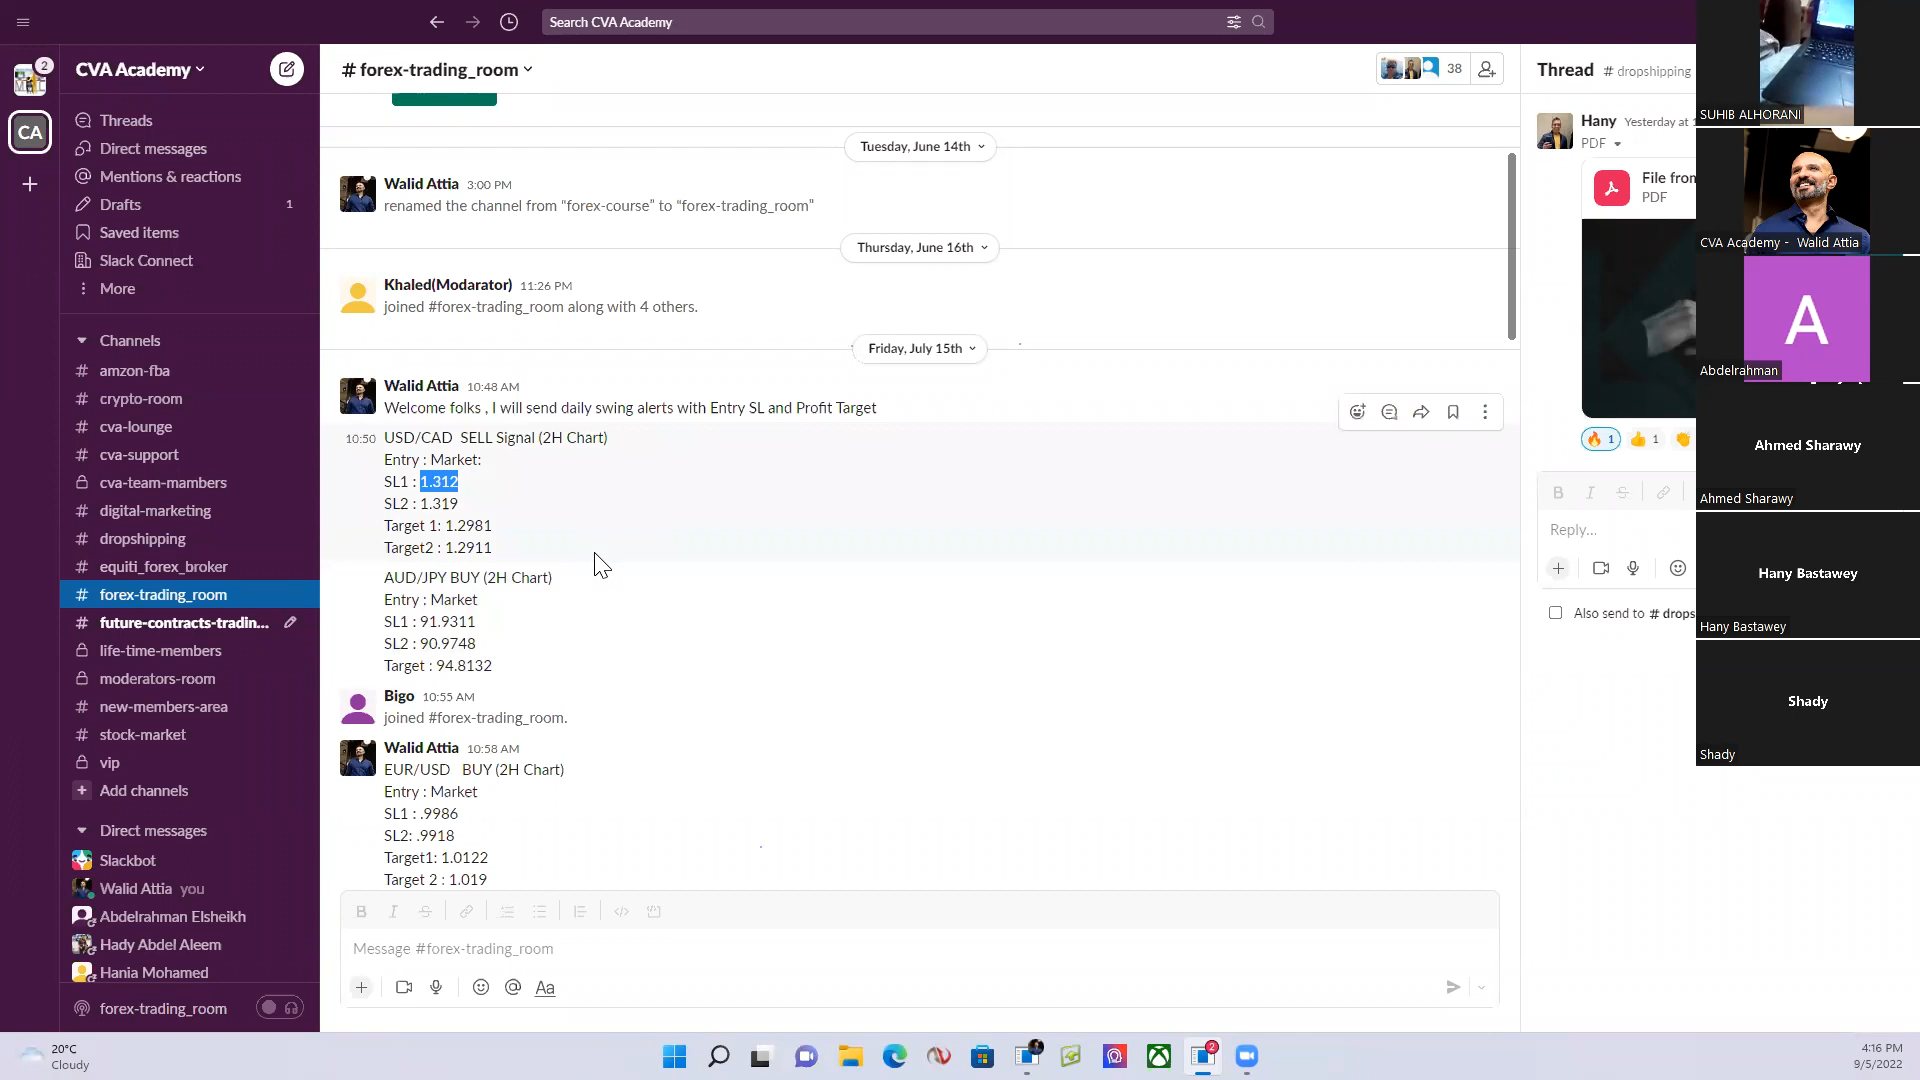 Search CVA Academy
2
CA
CVA Academy
Threads
Direct messages
Mentions & reactions
Drafts 1
Saved items
Slack Connect
More
Channels
amzon-fba
crypto-room
cva-lounge
cva-support
cva-team-mambers
digital-marketing
dropshipping
equiti_forex_broker
forex-trading_room
future-contracts-tradin...
life-time-members
moderators-room
new-members-area
stock-market
vip
Add channels
Direct messages
Slackbot
Walid Attia you
Abdelrahman Elsheikh
Hady Abdel Aleem
Hania Mohamed
forex-trading_room
# forex-trading_room
38
Tuesday, June 14th
Walid Attia 3:00 PM
renamed the channel from “forex-course” to “forex-trading_room”
Thursday, June 16th
Khaled(Modarator) 11:26 PM
joined #forex-trading_room along with 4 others.
Friday, July 15th
Walid Attia 10:48 AM
Welcome folks , I will send daily swing alerts with Entry SL and Profit Target
10:50 USD/CAD SELL Signal (2H Chart)
Entry : Market:
SL1 : 1.312
SL2 : 1.319
Target 1: 1.2981
Target2 : 1.2911
AUD/JPY BUY (2H Chart)
Entry : Market
SL1 : 91.9311
SL2 : 90.9748
Target : 94.8132
Bigo 10:55 AM
joined #forex-trading_room.
Walid Attia 10:58 AM
EUR/USD BUY (2H Chart)
Entry : Market
SL1 : .9986
SL2: .9918
Target1: 1.0122
Target 2 : 1.019
Message #forex-trading_room
Aa
Thread # dropshipping
Hany Yesterday at 1
PDF
File from
PDF
1 1
Reply...
Also send to # drops
SUHIB ALHORANI
CVA Academy - Walid Attia
A
Abdelrahman
Ahmed Sharawy
Ahmed Sharawy
Hany Bastawey
Hany Bastawey
Shady
Shady
20°C
Cloudy
2
4:16 PM
9/5/2022